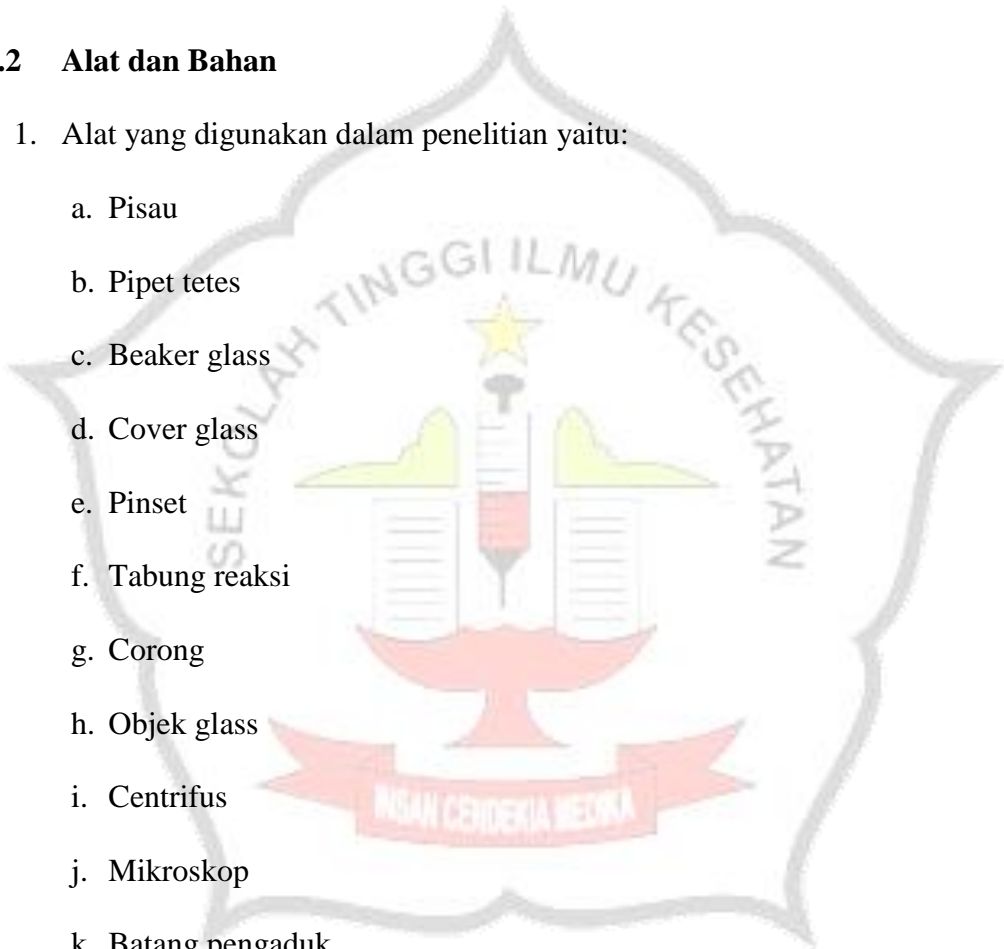 .2 Alat dan Bahan
1. Alat yang digunakan dalam penelitian yaitu:
a. Pisau
b. Pipet tetes
c. Beaker glass
d. Cover glass
e. Pinset
f. Tabung reaksi
g. Corong
h. Objek glass
i. Centrifus
j. Mikroskop
k. Batang pengaduk
SEKOLAH TINGGI ILMU KESEHATAN
INSAN CENDEKIA MEDIKA